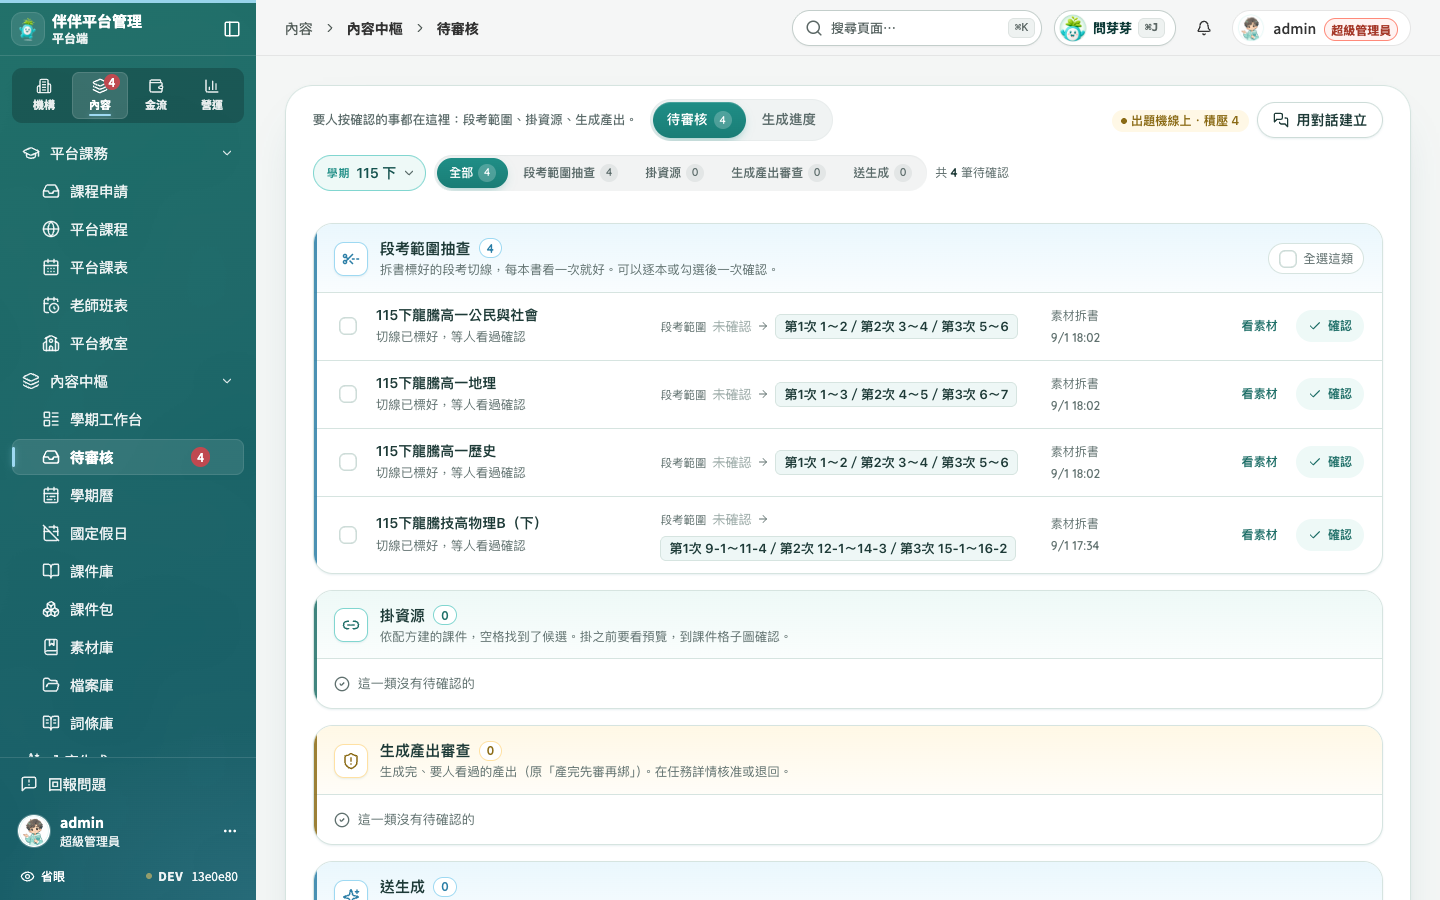 伴伴平台管理
平台端
機構
內容
4
金流
營運
平台課務
課程申請
平台課程
平台課表
老師班表
平台教室
內容中樞
學期工作台
待審核
4
學期曆
國定假日
課件庫
課件包
素材庫
檔案庫
詞條庫
回報問題
admin
超級管理員
省眼
DEV 13e0e80
內容 > 內容中樞 > 待審核
搜尋頁面… ⌘K
問芽芽 ⌘J
admin 超級管理員
要人按確認的事都在這裡：段考範圍、掛資源、生成產出。
待審核 4
生成進度
出題機線上 · 積壓 4
用對話建立
學期 115 下
全部 4
段考範圍抽查 4
掛資源 0
生成產出審查 0
送生成 0
共 4 筆待確認
段考範圍抽查 4
拆書標好的段考切線，每本書看一次就好。可以逐本或勾選後一次確認。
全選這類
115下龍騰高一公民與社會
切線已標好，等人看過確認
段考範圍 未確認 → 第1次 1～2 / 第2次 3～4 / 第3次 5～6
素材拆書
9/1 18:02
看素材
確認
115下龍騰高一地理
切線已標好，等人看過確認
段考範圍 未確認 → 第1次 1～3 / 第2次 4～5 / 第3次 6～7
素材拆書
9/1 18:02
看素材
確認
115下龍騰高一歷史
切線已標好，等人看過確認
段考範圍 未確認 → 第1次 1～2 / 第2次 3～4 / 第3次 5～6
素材拆書
9/1 18:02
看素材
確認
115下龍騰技高物理B（下）
切線已標好，等人看過確認
段考範圍 未確認 →
第1次 9-1～11-4 / 第2次 12-1～14-3 / 第3次 15-1～16-2
素材拆書
9/1 17:34
看素材
確認
掛資源 0
依配方建的課件，空格找到了候選。掛之前要看預覽，到課件格子圖確認。
這一類沒有待確認的
生成產出審查 0
生成完、要人看過的產出（原「產完先審再綁」）。在任務詳情核准或退回。
這一類沒有待確認的
送生成 0